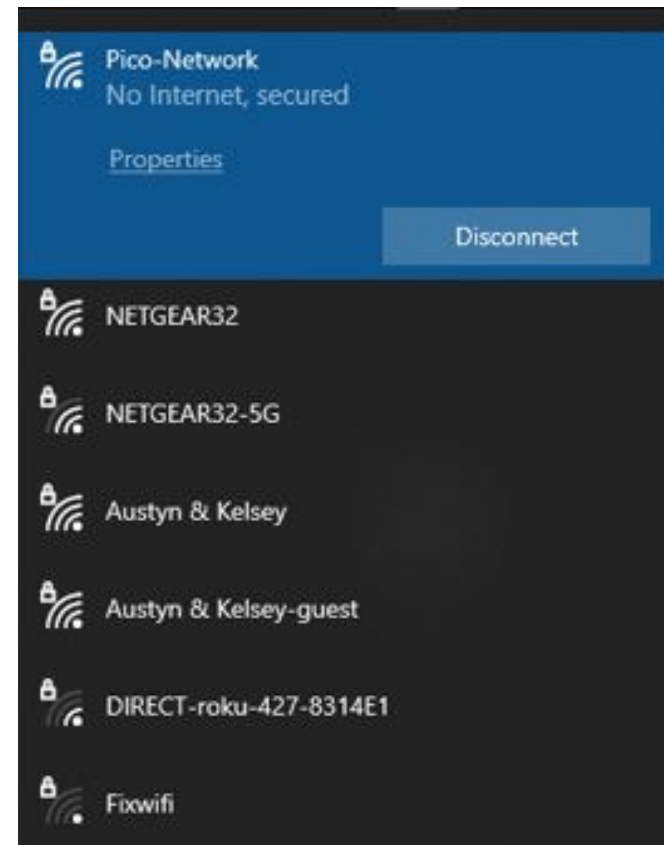 Pico-Network
No Internet, secured
Properties
Disconnect
NETGEAR32
NETGEAR32-5G
Austyn & Kelsey
Austyn & Kelsey-guest
DIRECT-roku-427-8314E1
Fixwifi